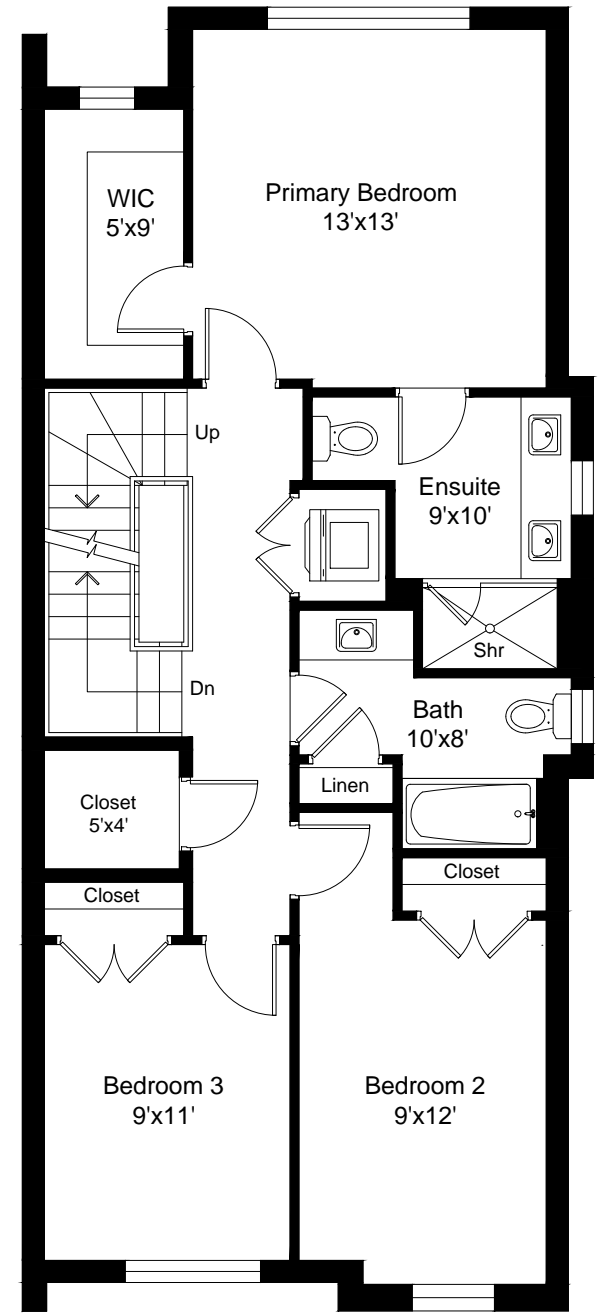 WIC
5'x9'
Primary Bedroom
13'x13'
Up
Ensuite
9'x10'
Shr
Dn
Bath
10'x8'
Linen
Closet
5'x4'
Closet
Closet
Bedroom 3
9'x11'
Bedroom 2
9'x12'